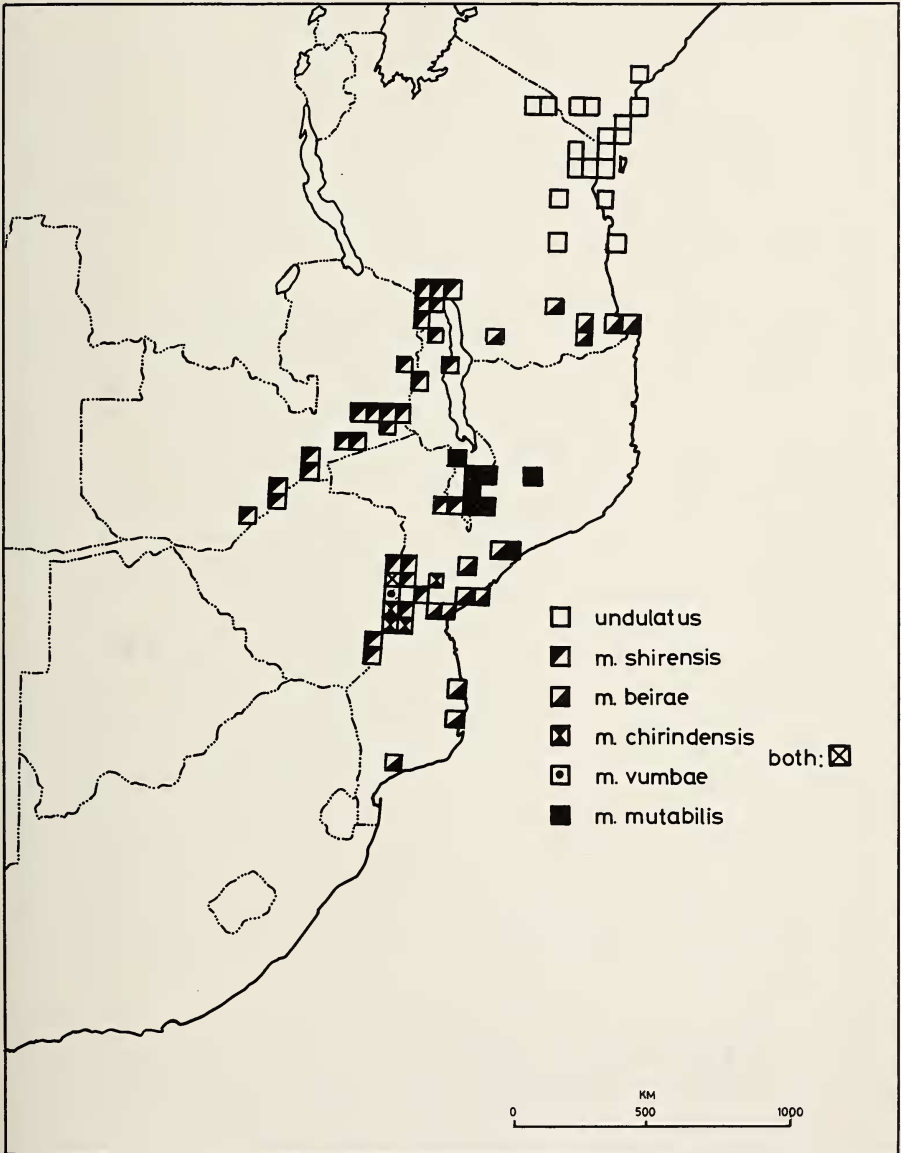 undulatus
m. shirensis
m. beirae
m. chirindensis
both:
m. vumbae
m. mutabilis
KM
0 500 1000